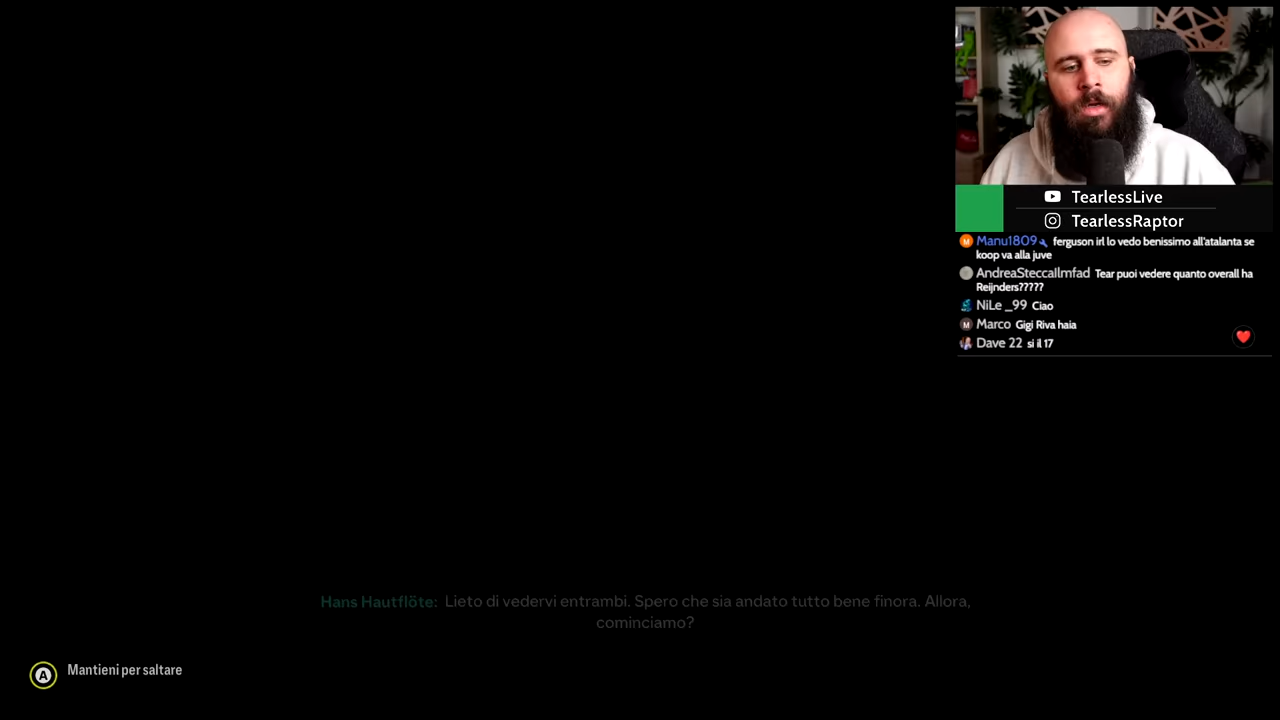 TearlessLive
TearlessRaptor
Manu1809 ferguson irl lo vedo benissimo all'atalanta se
koop va alla juve
AndreaSteccallmfad Tear puoi vedere quanto overall ha
Reijnders?????
NiLe _99 Ciao
M Marco Gigi Riva haia
Dave 22 si il 17
Hans Hautflöte: Lieto di vedervi entrambi. Spero che sia andato tutto bene finora. Allora,
cominciamo?
A Mantieni per saltare